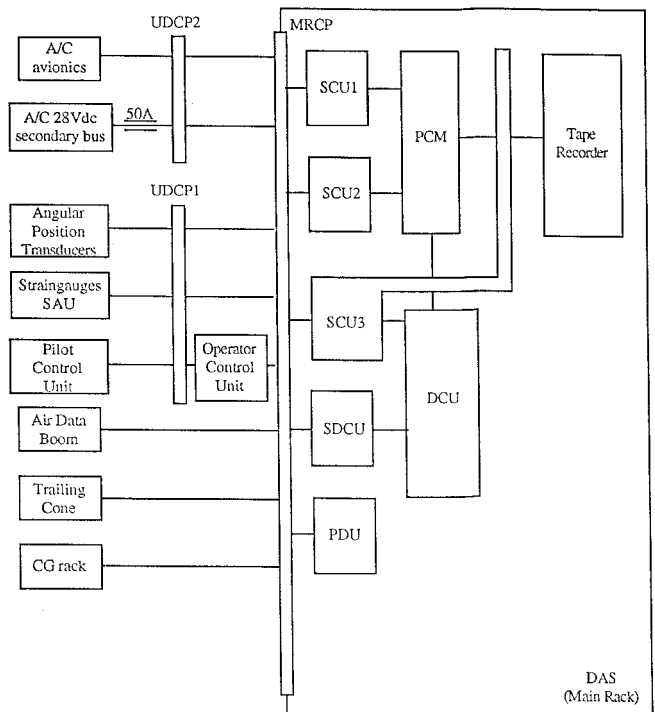 UDCP2
MRCP
A/C
avionics
A/C 28Vdc
secondary bus
50A
SCU1
PCM
Tape
Recorder
UDCP1
SCU2
Angular
Position
Transducers
Straingauges
SAU
SCU3
Pilot
Control
Unit
Operator
Control
Unit
DCU
Air Data
Boom
SDCU
Trailing
Cone
PDU
CG rack
DAS
(Main Rack)